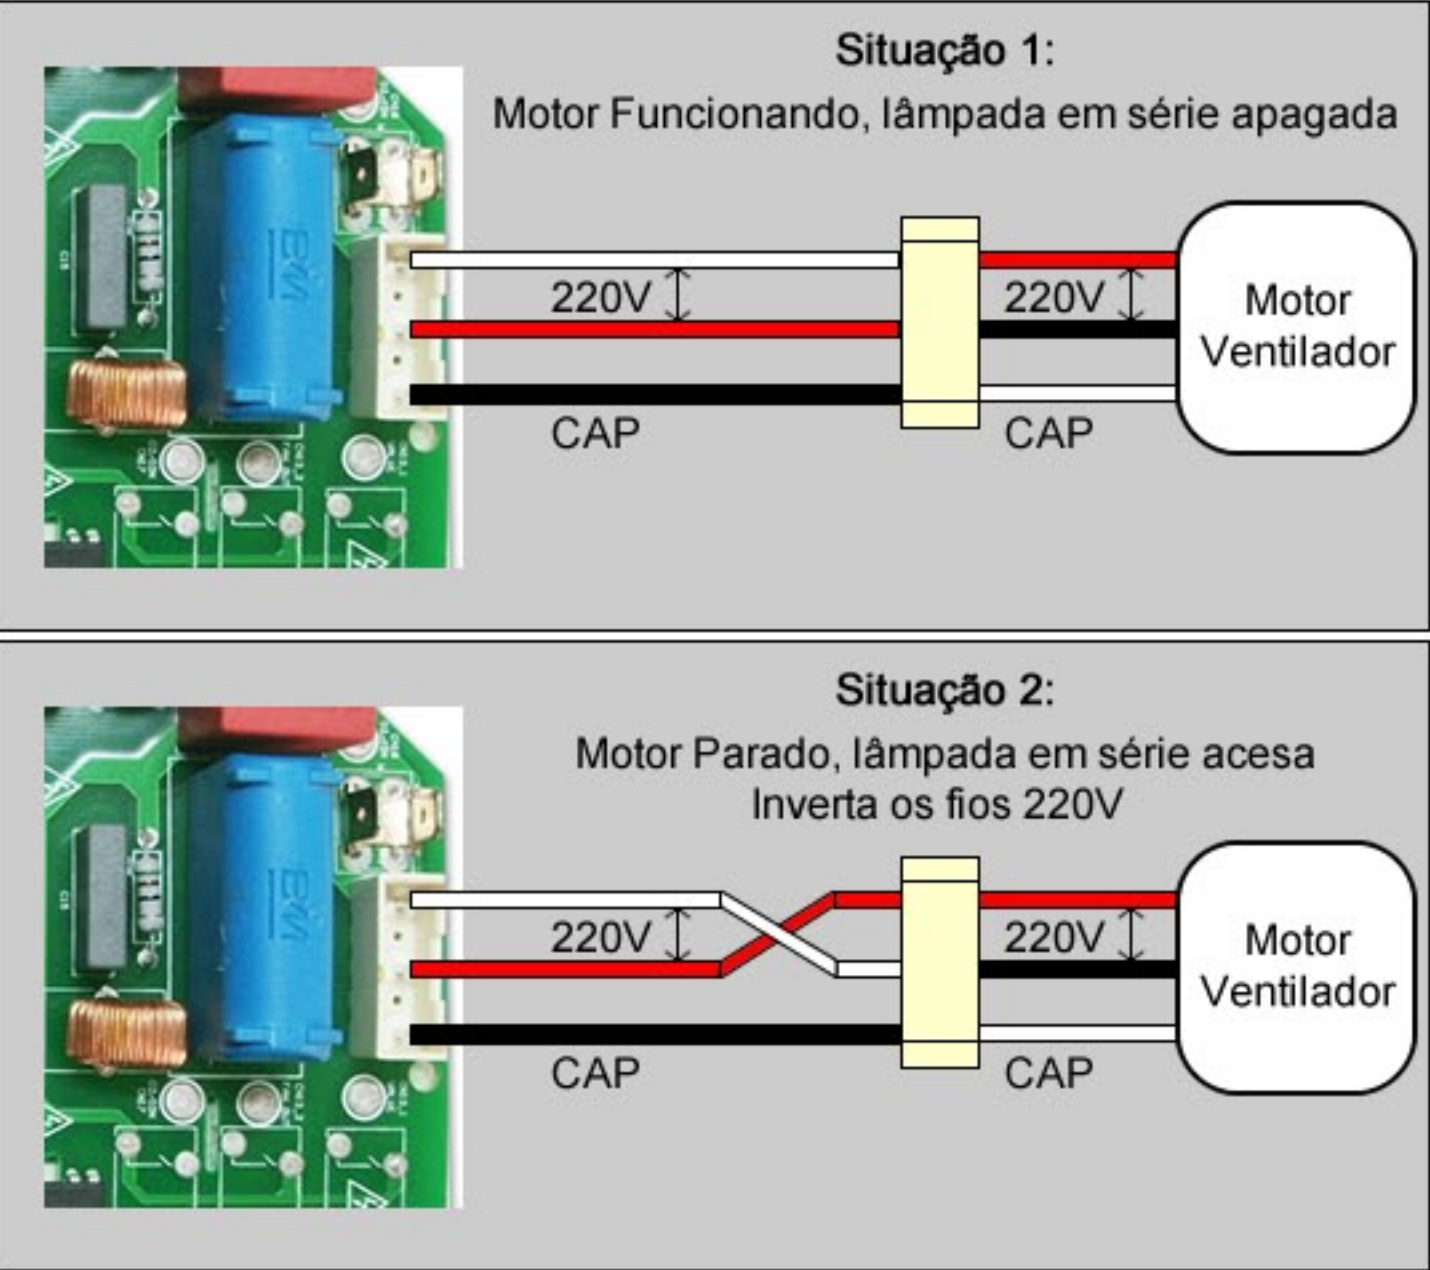 Situação 1:
Motor Funcionando, lâmpada em série apagada
220V
220V
Motor
Ventilador
CAP
CAP
Situação 2:
Motor Parado, lâmpada em série acesa
Inverta os fios 220V
220V
220V
Motor
Ventilador
CAP
CAP